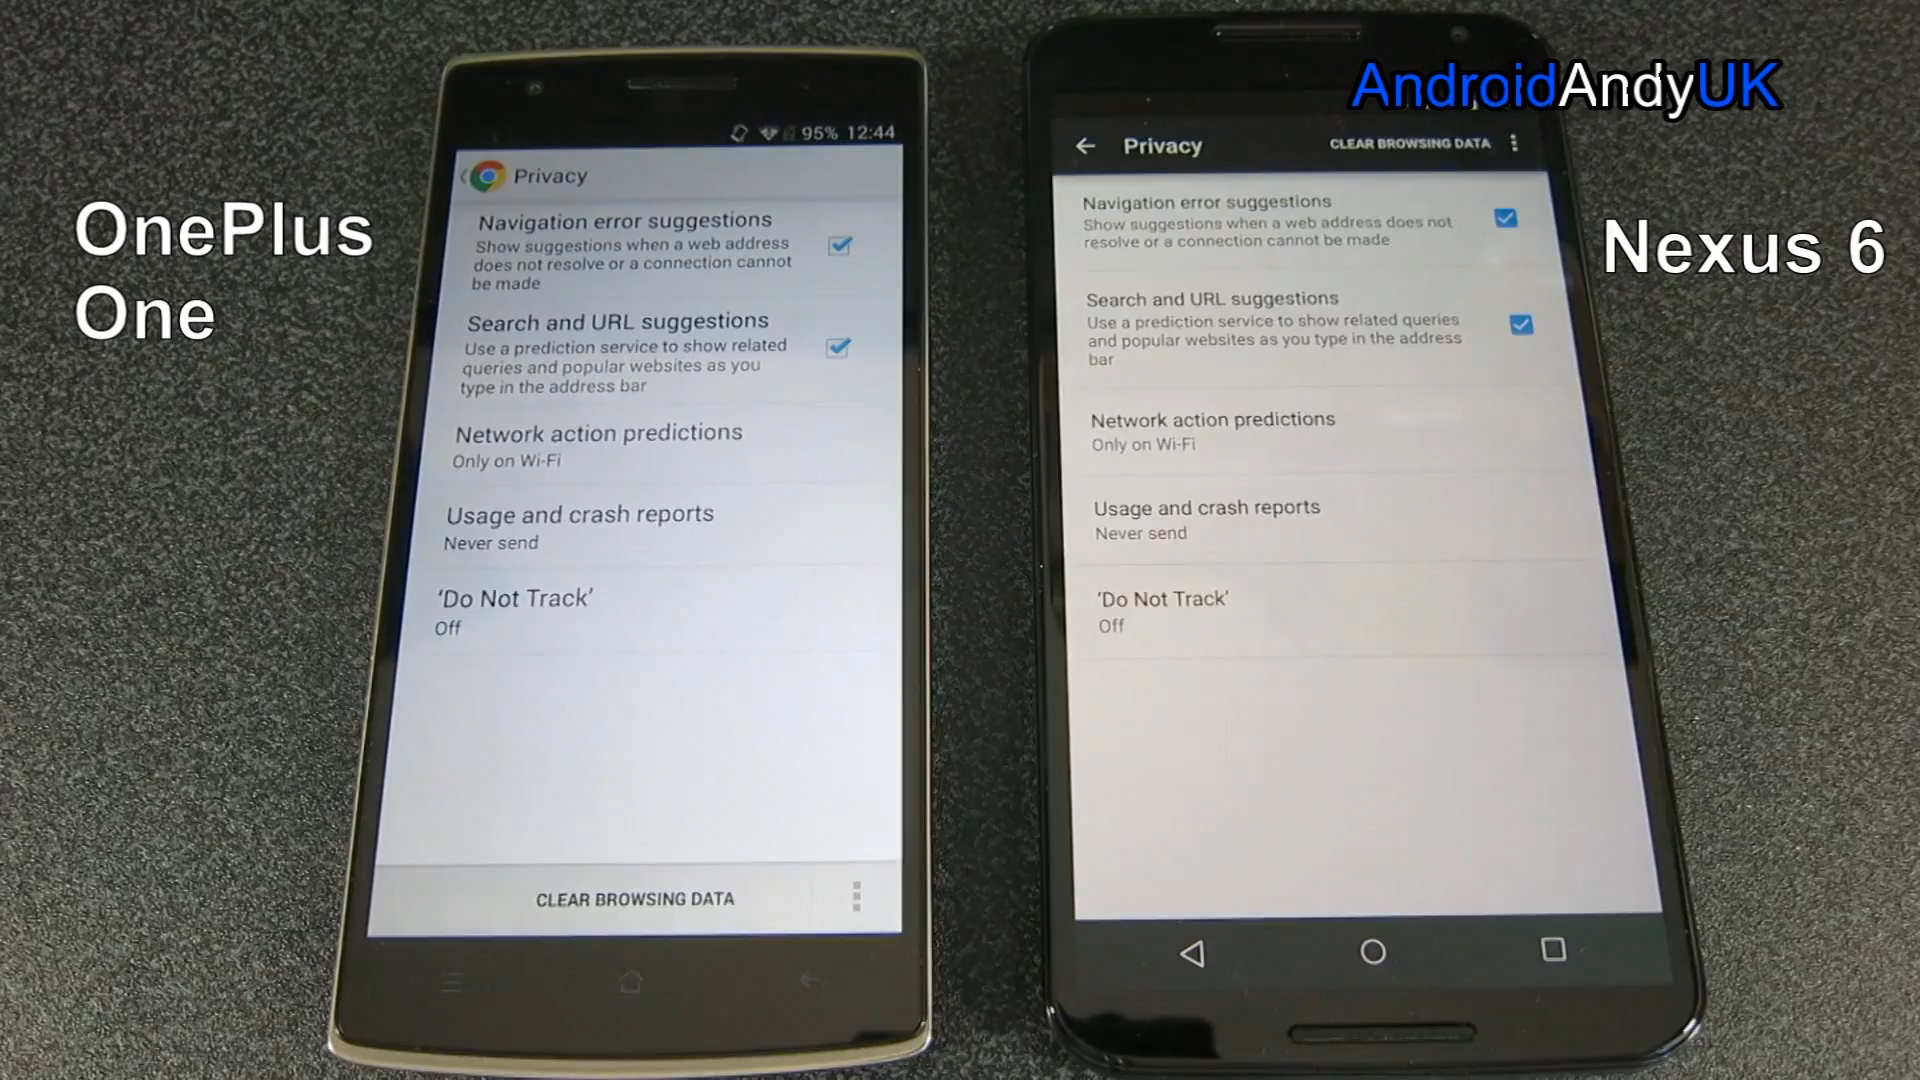 AndroidAndyUK
OnePlus
One
Nexus 6
95% 12:44
Privacy
Navigation error suggestions
Show suggestions when a web address
does not resolve or a connection cannot
be made
Search and URL suggestions
Use a prediction service to show related
queries and popular websites as you
type in the address bar
Network action predictions
Only on Wi-Fi
Usage and crash reports
Never send
‘Do Not Track’
Off
CLEAR BROWSING DATA
Privacy
CLEAR BROWSING DATA
Navigation error suggestions
Show suggestions when a web address does not
resolve or a connection cannot be made
Search and URL suggestions
Use a prediction service to show related queries
and popular websites as you type in the address
bar
Network action predictions
Only on Wi-Fi
Usage and crash reports
Never send
‘Do Not Track’
Off